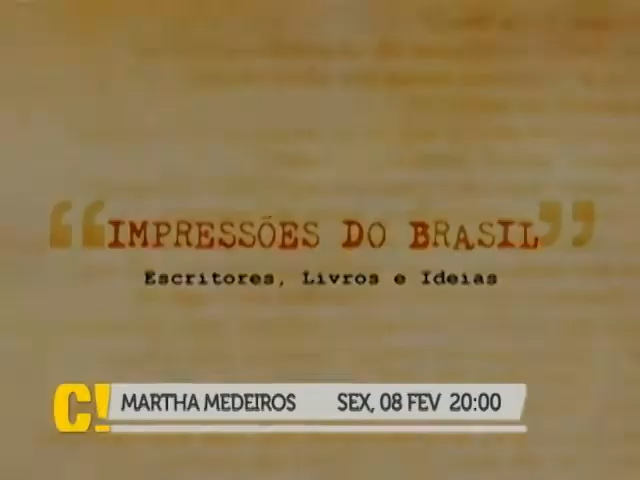 “IMPRESSÕES DO BRASIL”
Escritores, Livros e Ideias
C! MARTHA MEDEIROS SEX, 08 FEV 20:00